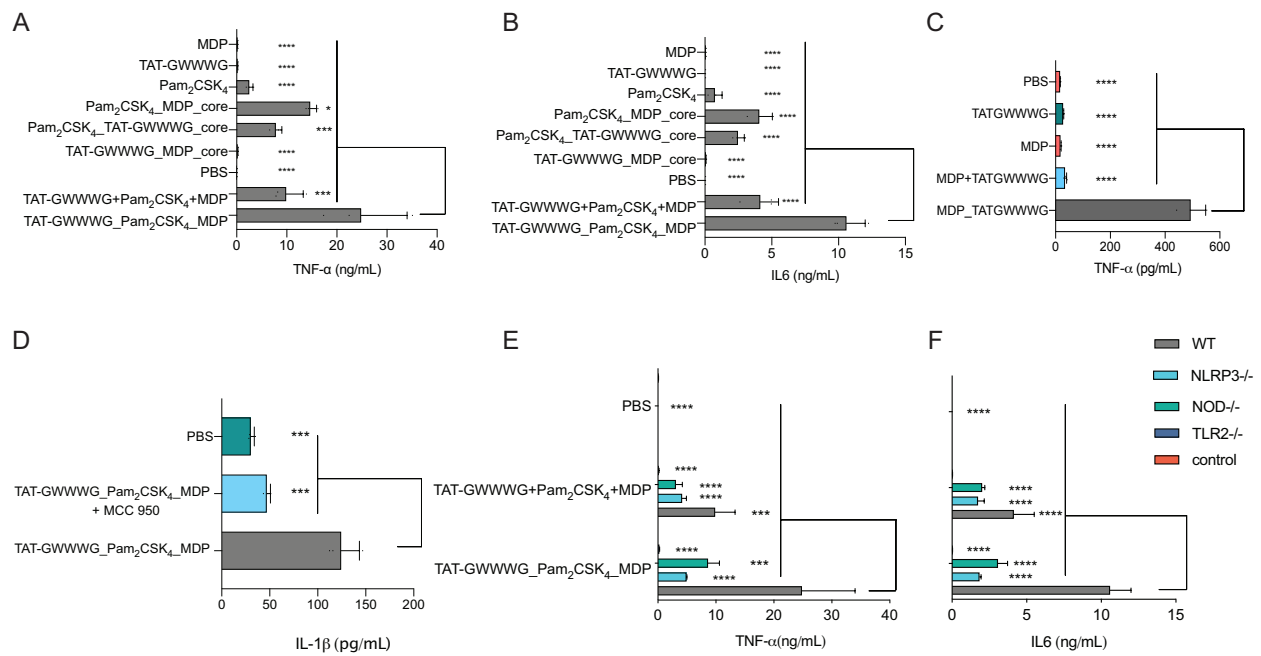 A
MDP
****
TAT-GWWWG
****
Pam₂CSK₄
****
Pam₂CSK₄_MDP_core
*
Pam₂CSK₄_TAT-GWWWG_core
***
TAT-GWWWG_MDP_core
****
PBS
****
TAT-GWWWG+Pam₂CSK₄+MDP
***
TAT-GWWWG_Pam₂CSK₄_MDP
0 10 20 30 40
TNF-α (ng/mL)
B
MDP
****
TAT-GWWWG
****
Pam₂CSK₄
****
Pam₂CSK₄_MDP_core
****
Pam₂CSK₄_TAT-GWWWG_core
****
TAT-GWWWG_MDP_core
****
PBS
****
TAT-GWWWG+Pam₂CSK₄+MDP
****
TAT-GWWWG_Pam₂CSK₄_MDP
0 5 10 15
IL6 (ng/mL)
C
PBS
****
TATGWWWG
****
MDP
****
MDP+TATGWWWG
****
MDP_TATGWWWG
0 200 400 600
TNF-α (pg/mL)
D
PBS
***
TAT-GWWWG_Pam₂CSK₄_MDP
+ MCC 950
***
TAT-GWWWG_Pam₂CSK₄_MDP
0 50 100 150 200
IL-1β (pg/mL)
E
PBS
****
****
TAT-GWWWG+Pam₂CSK₄+MDP
****
****
***
****
TAT-GWWWG_Pam₂CSK₄_MDP
***
****
0 10 20 30 40
TNF-α(ng/mL)
F
****
****
****
****
****
****
****
0 5 10 15
IL6 (ng/mL)
WT
NLRP3-/-
NOD-/-
TLR2-/-
control